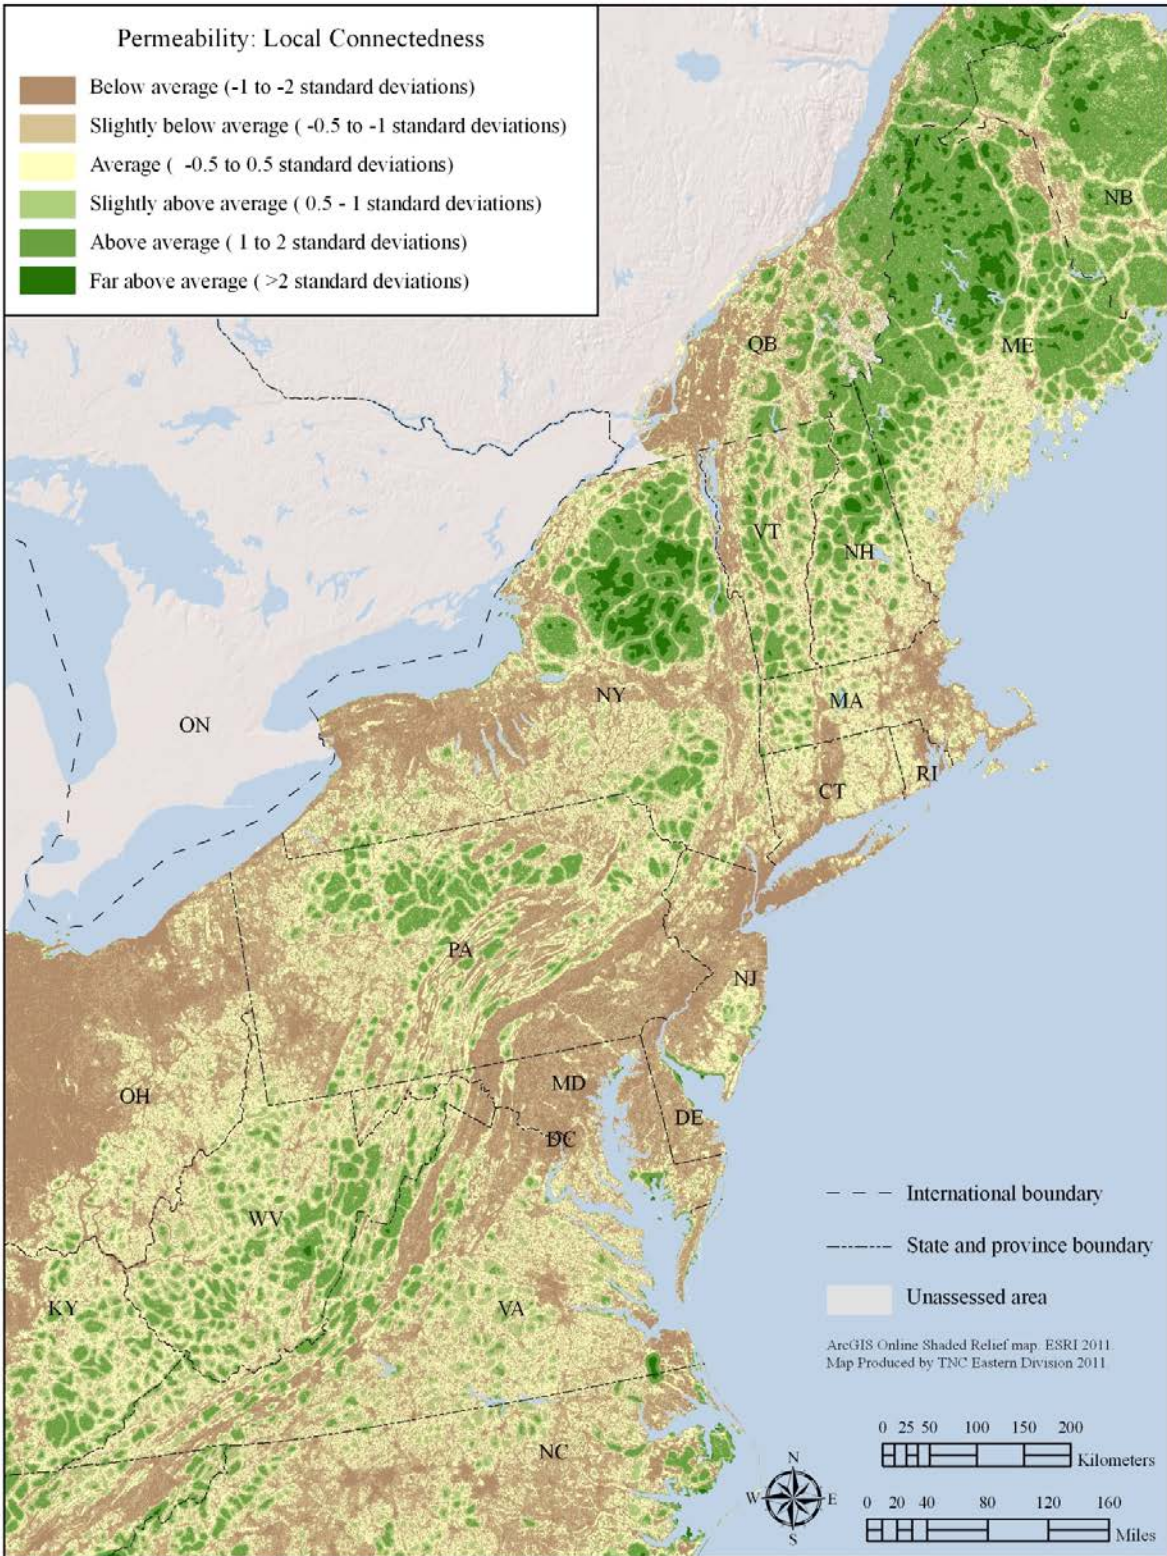 Permeability: Local Connectedness
Below average (-1 to -2 standard deviations)
Slightly below average ( -0.5 to -1 standard deviations)
Average ( -0.5 to 0.5 standard deviations)
Slightly above average ( 0.5 - 1 standard deviations)
Above average ( 1 to 2 standard deviations)
Far above average ( >2 standard deviations)
NB
QB
ME
VT
NH
NY
MA
ON
CT
RI
PA
NJ
OH
MD
DE
DC
WV
KY
VA
NC
International boundary
State and province boundary
Unassessed area
ArcGIS Online Shaded Relief map. ESRI 2011.
Map Produced by TNC Eastern Division 2011.
0 25 50 100 150 200
Kilometers
N
W E
S
0 20 40 80 120 160
Miles